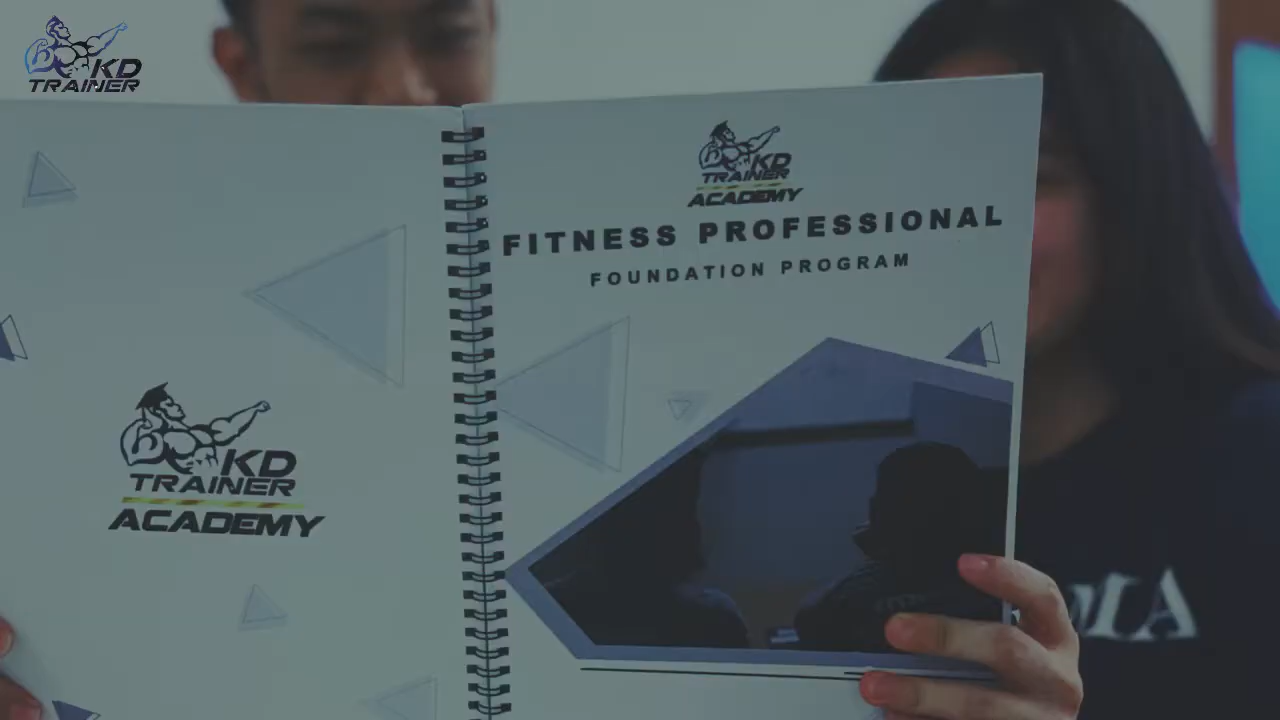 KD
TRAINER
KD
TRAINER
ACADEMY
FITNESS PROFESSIONAL
FOUNDATION PROGRAM
KD
TRAINER
ACADEMY